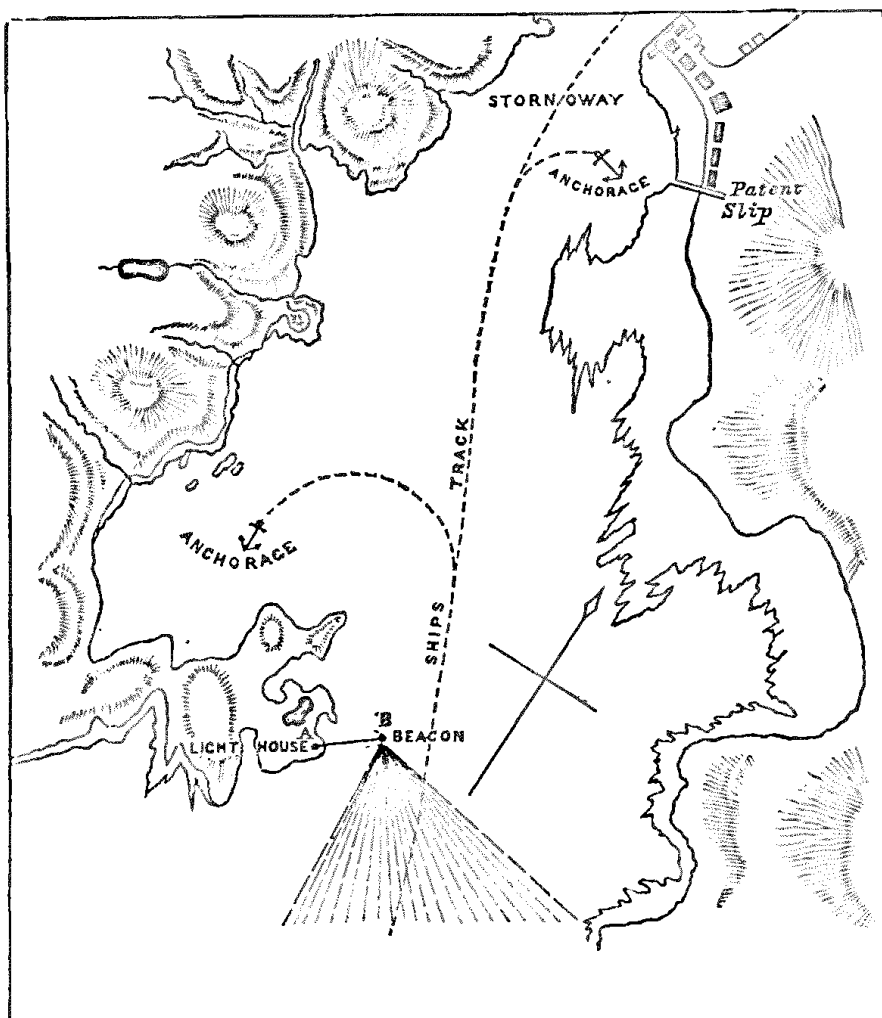 STORNOWAY
ANCHORAGE
Patent
Slip
TRACK
ANCHORAGE
SHIPS
B
A
LIGHT HOUSE
BEACON